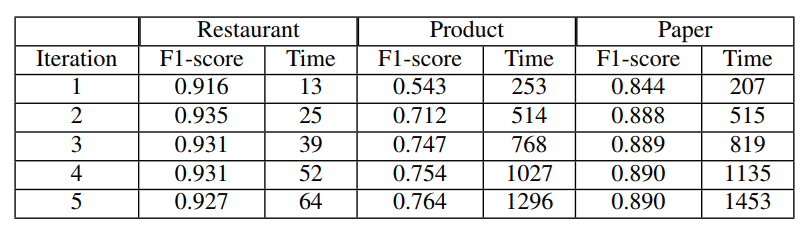 Restaurant Product Paper
Iteration F1-score Time F1-score Time F1-score Time
1 0.916 13 0.543 253 0.844 207
2 0.935 25 0.712 514 0.888 515
3 0.931 39 0.747 768 0.889 819
4 0.931 52 0.754 1027 0.890 1135
5 0.927 64 0.764 1296 0.890 1453